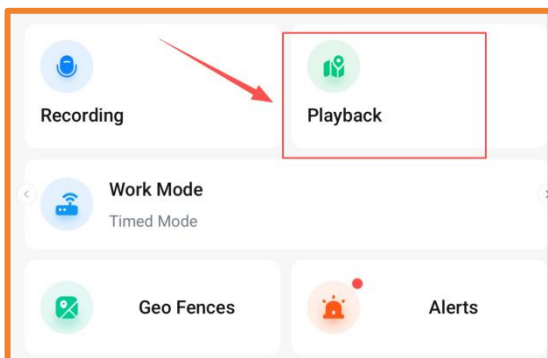 Recording
Playback
Work Mode
Timed Mode
Geo Fences
Alerts